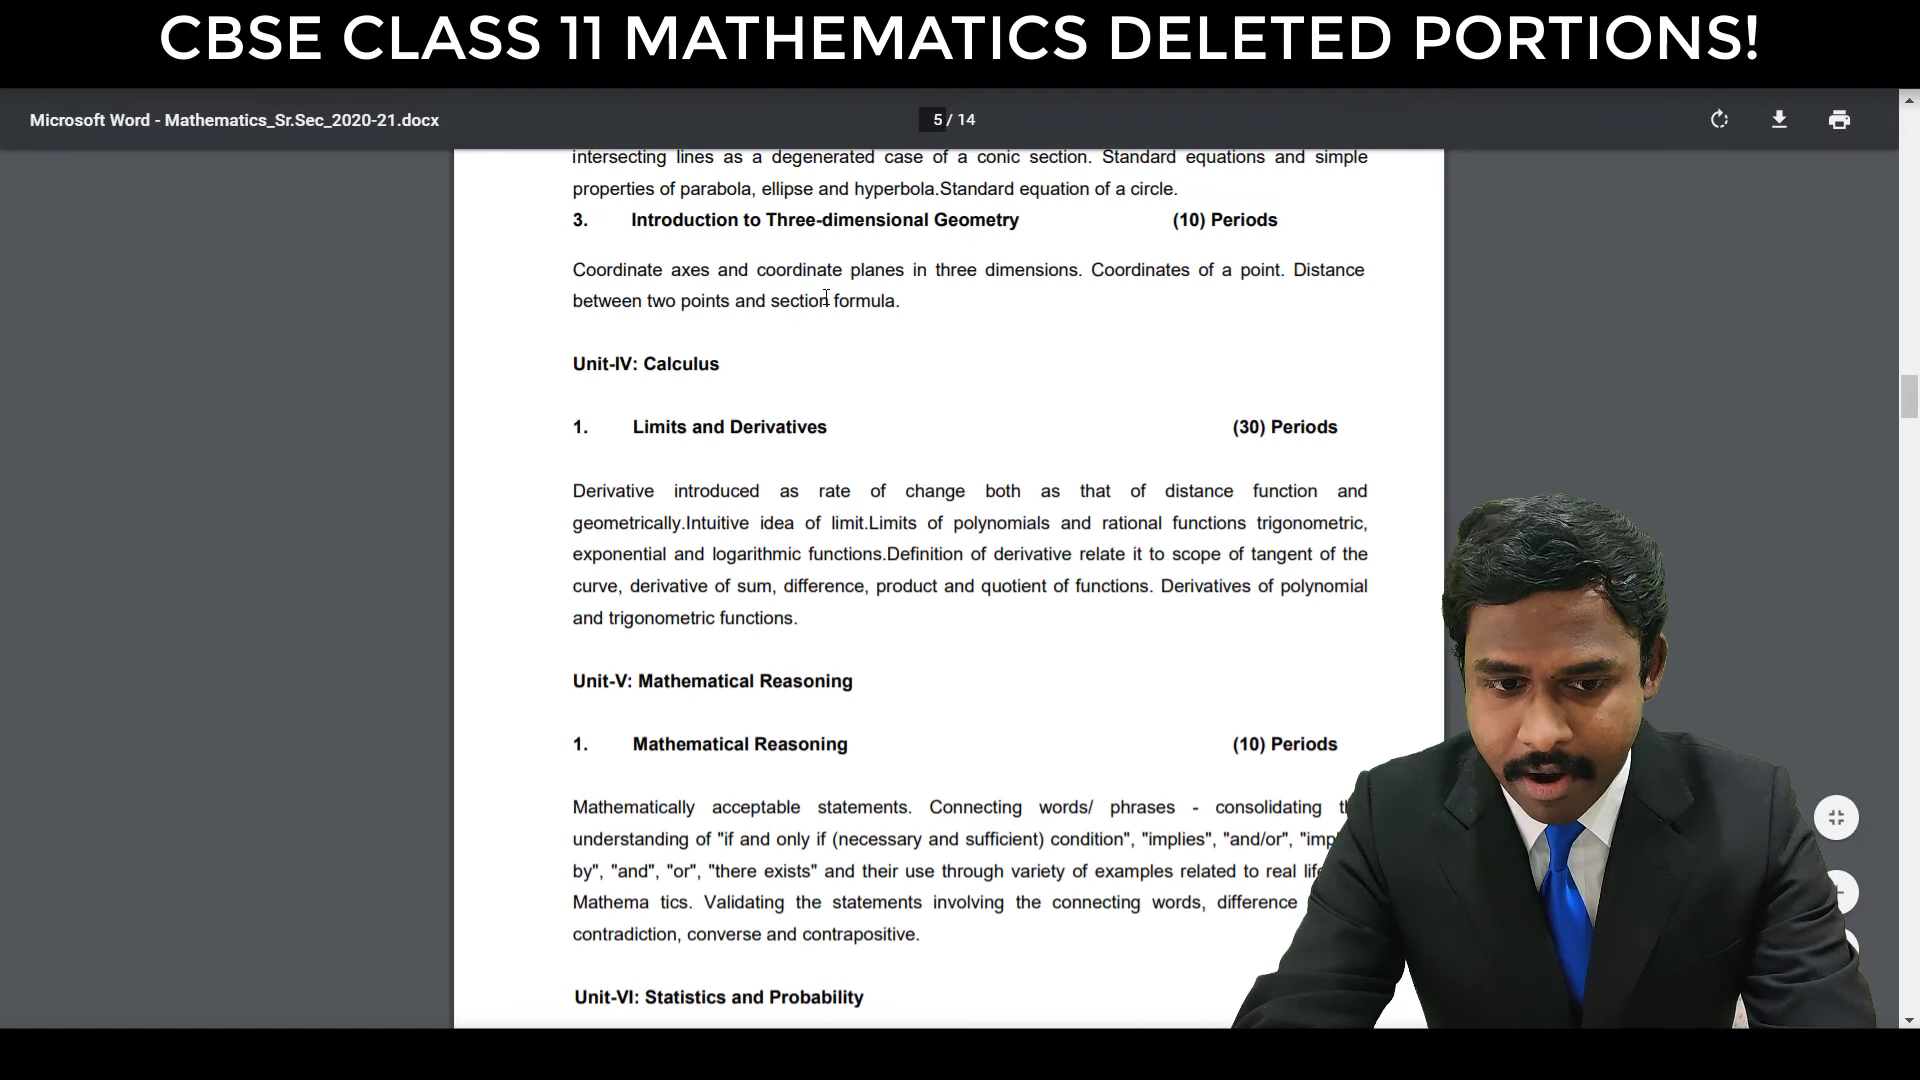 CBSE CLASS 11 MATHEMATICS DELETED PORTIONS!
Microsoft Word - Mathematics_Sr.Sec_2020-21.docx
5 / 14
intersecting lines as a degenerated case of a conic section. Standard equations and simple
properties of parabola, ellipse and hyperbola.Standard equation of a circle.
3. Introduction to Three-dimensional Geometry (10) Periods
Coordinate axes and coordinate planes in three dimensions. Coordinates of a point. Distance
between two points and section formula.
Unit-IV: Calculus
1. Limits and Derivatives (30) Periods
Derivative introduced as rate of change both as that of distance function and
geometrically.Intuitive idea of limit.Limits of polynomials and rational functions trigonometric,
exponential and logarithmic functions.Definition of derivative relate it to scope of tangent of the
curve, derivative of sum, difference, product and quotient of functions. Derivatives of polynomial
and trigonometric functions.
Unit-V: Mathematical Reasoning
1. Mathematical Reasoning (10) Periods
Mathematically acceptable statements. Connecting words/ phrases - consolidating
understanding of "if and only if (necessary and sufficient) condition", "implies", "and/or",
by", "and", "or", "there exists" and their use through variety of examples related to real
Mathema tics. Validating the statements involving the connecting words, difference
contradiction, converse and contrapositive.
Unit-VI: Statistics and Probability